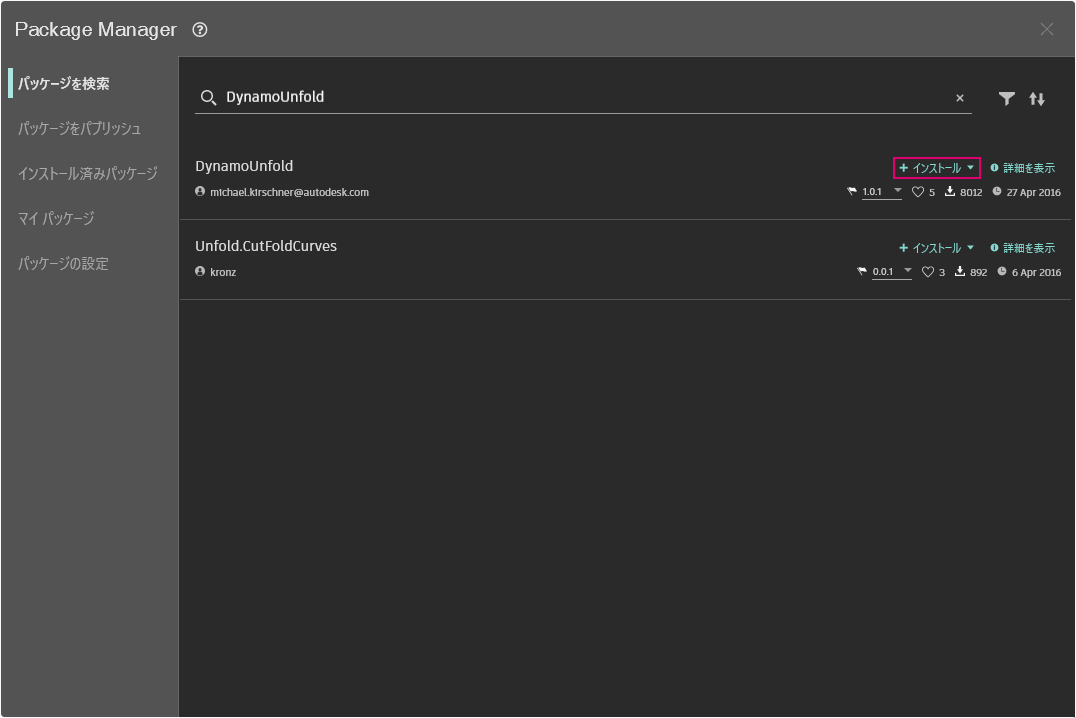 Package Manager
パッケージを検索
パッケージをパブリッシュ
インストール済みパッケージ
マイ パッケージ
パッケージの設定
DynamoUnfold
DynamoUnfold
インストール 詳細を表示
michael.kirschner@autodesk.com 1.0.1 5 8012 27 Apr 2016
Unfold.CutFoldCurves
インストール 詳細を表示
kronz 0.0.1 3 892 6 Apr 2016